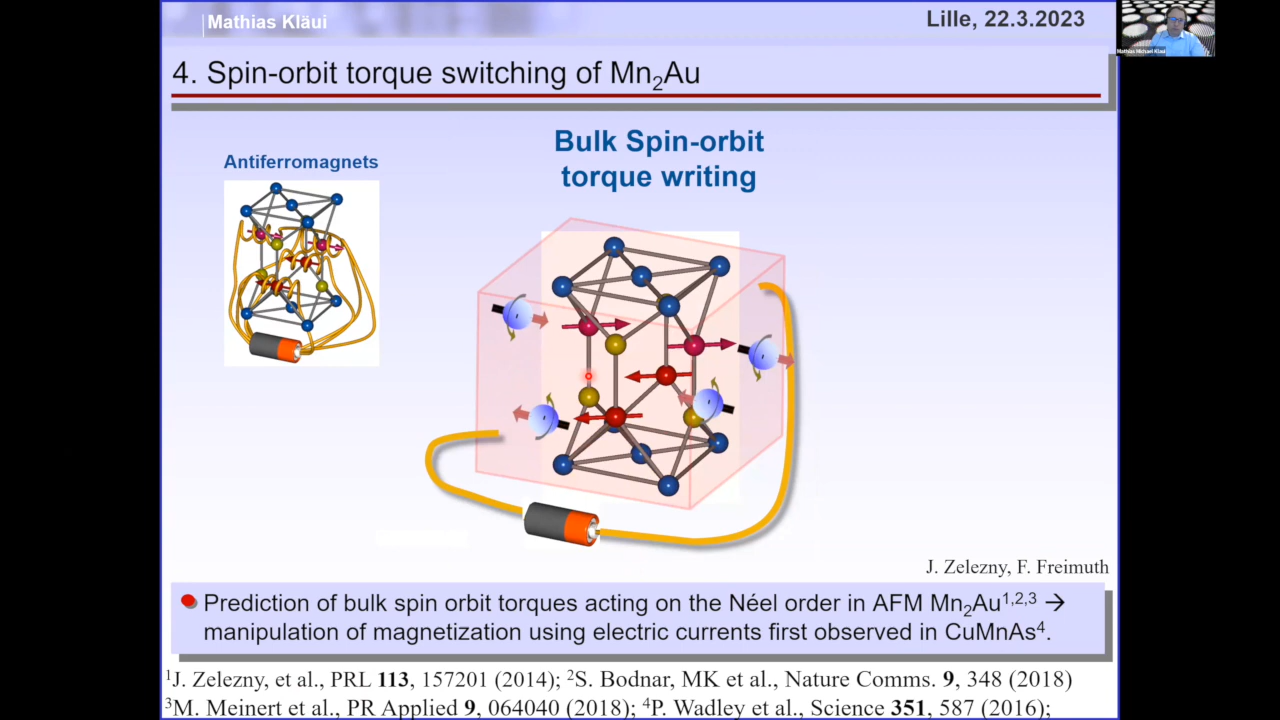 Mathias Kläui
Lille, 22.3.2023
Mathias Michael Kläui
4. Spin-orbit torque switching of Mn₂Au
Antiferromagnets
Bulk Spin-orbit
torque writing
J. Zelezny, F. Freimuth
Prediction of bulk spin orbit torques acting on the Néel order in AFM Mn₂Au¹,²,³ →
manipulation of magnetization using electric currents first observed in CuMnAs⁴.
¹J. Zelezny, et al., PRL 113, 157201 (2014); ²S. Bodnar, MK et al., Nature Comms. 9, 348 (2018)
³M. Meinert et al., PR Applied 9, 064040 (2018); ⁴P. Wadley et al., Science 351, 587 (2016);